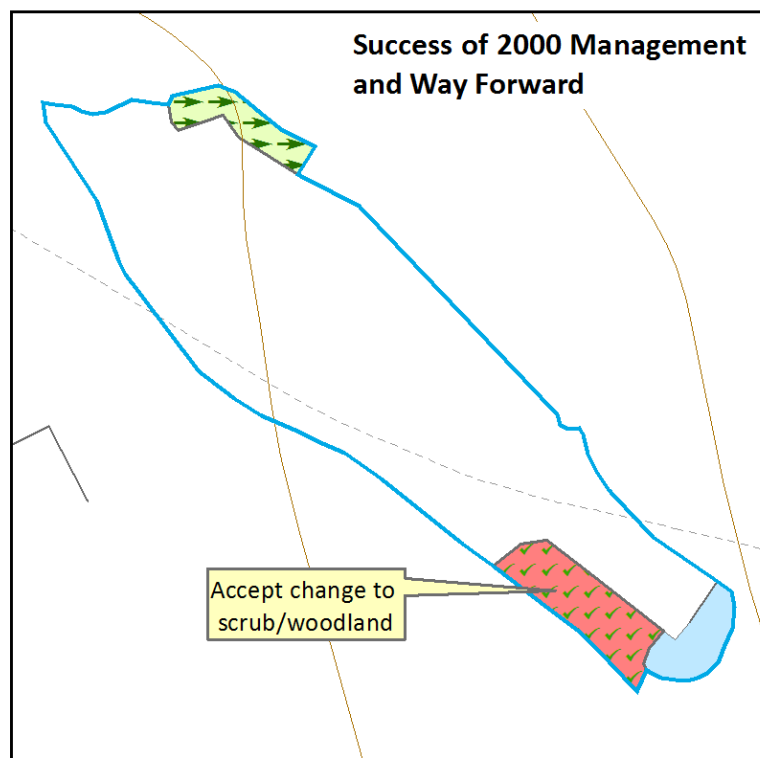 Success of 2000 Management
and Way Forward
Accept change to
scrub/woodland